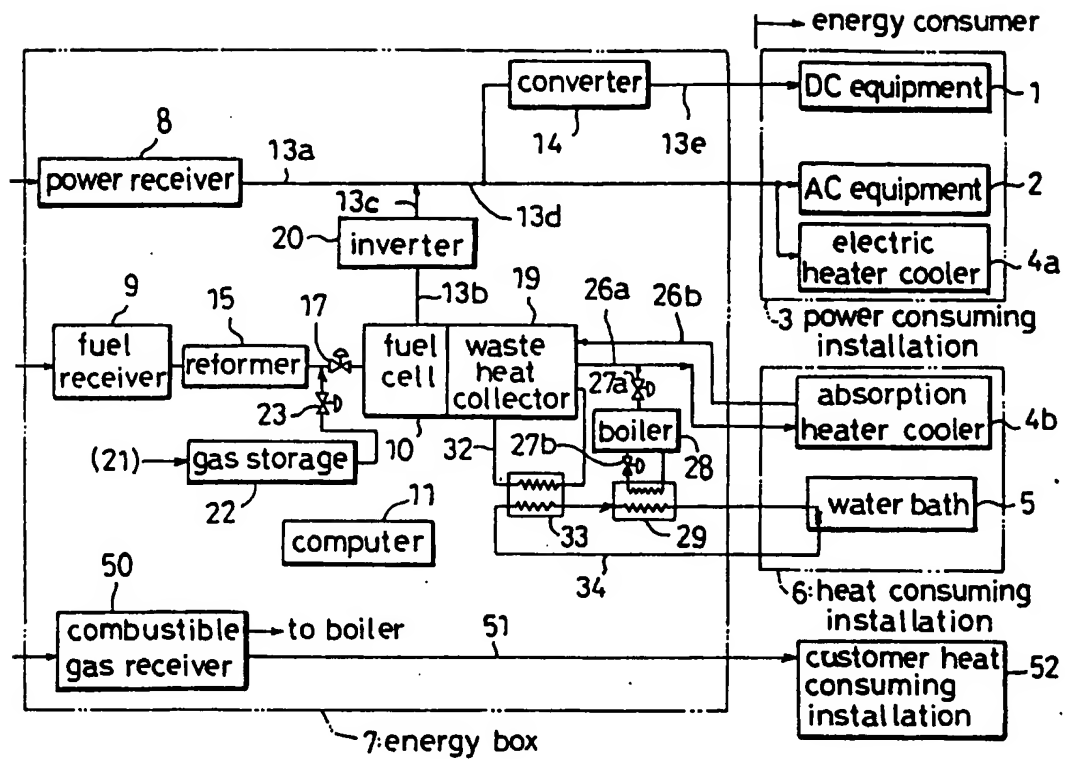 energy consumer
converter
DC equipment
1
8
13a
14
13e
power receiver
AC equipment
2
13c
13d
20
inverter
electric
heater cooler
4a
9
15
17
13b
19
26a
26b
3 power consuming
installation
fuel
receiver
reformer
fuel
cell
waste
heat
collector
27a
absorption
heater cooler
4b
23
boiler
(21)
gas storage
10
32
27b
28
22
11
water bath
5
computer
33
29
50
34
6:heat consuming
installation
combustible
gas receiver
to boiler
51
customer heat
consuming
installation
52
7:energy box